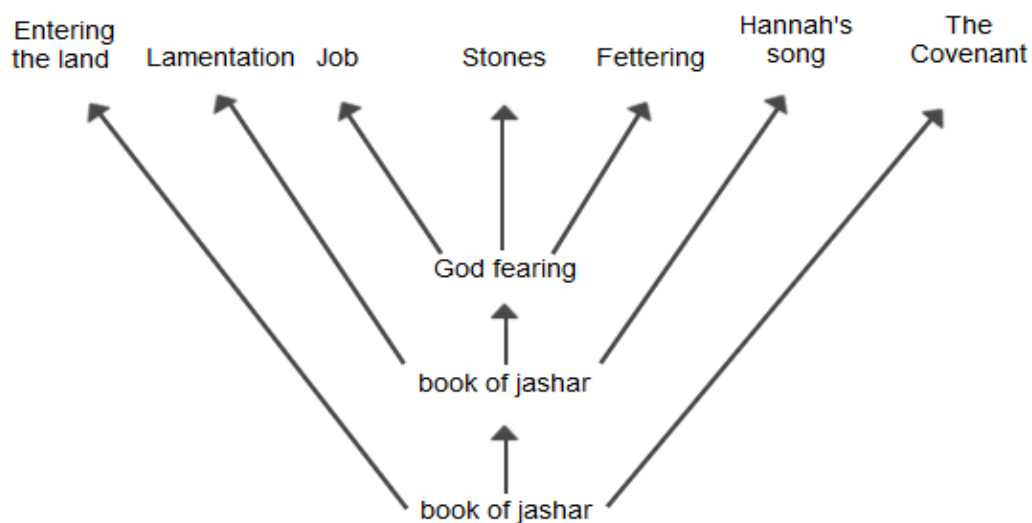 Entering
the land
Lamentation
Job
Stones
Fettering
Hannah's
song
The
Covenant
God fearing
book of jashar
book of jashar